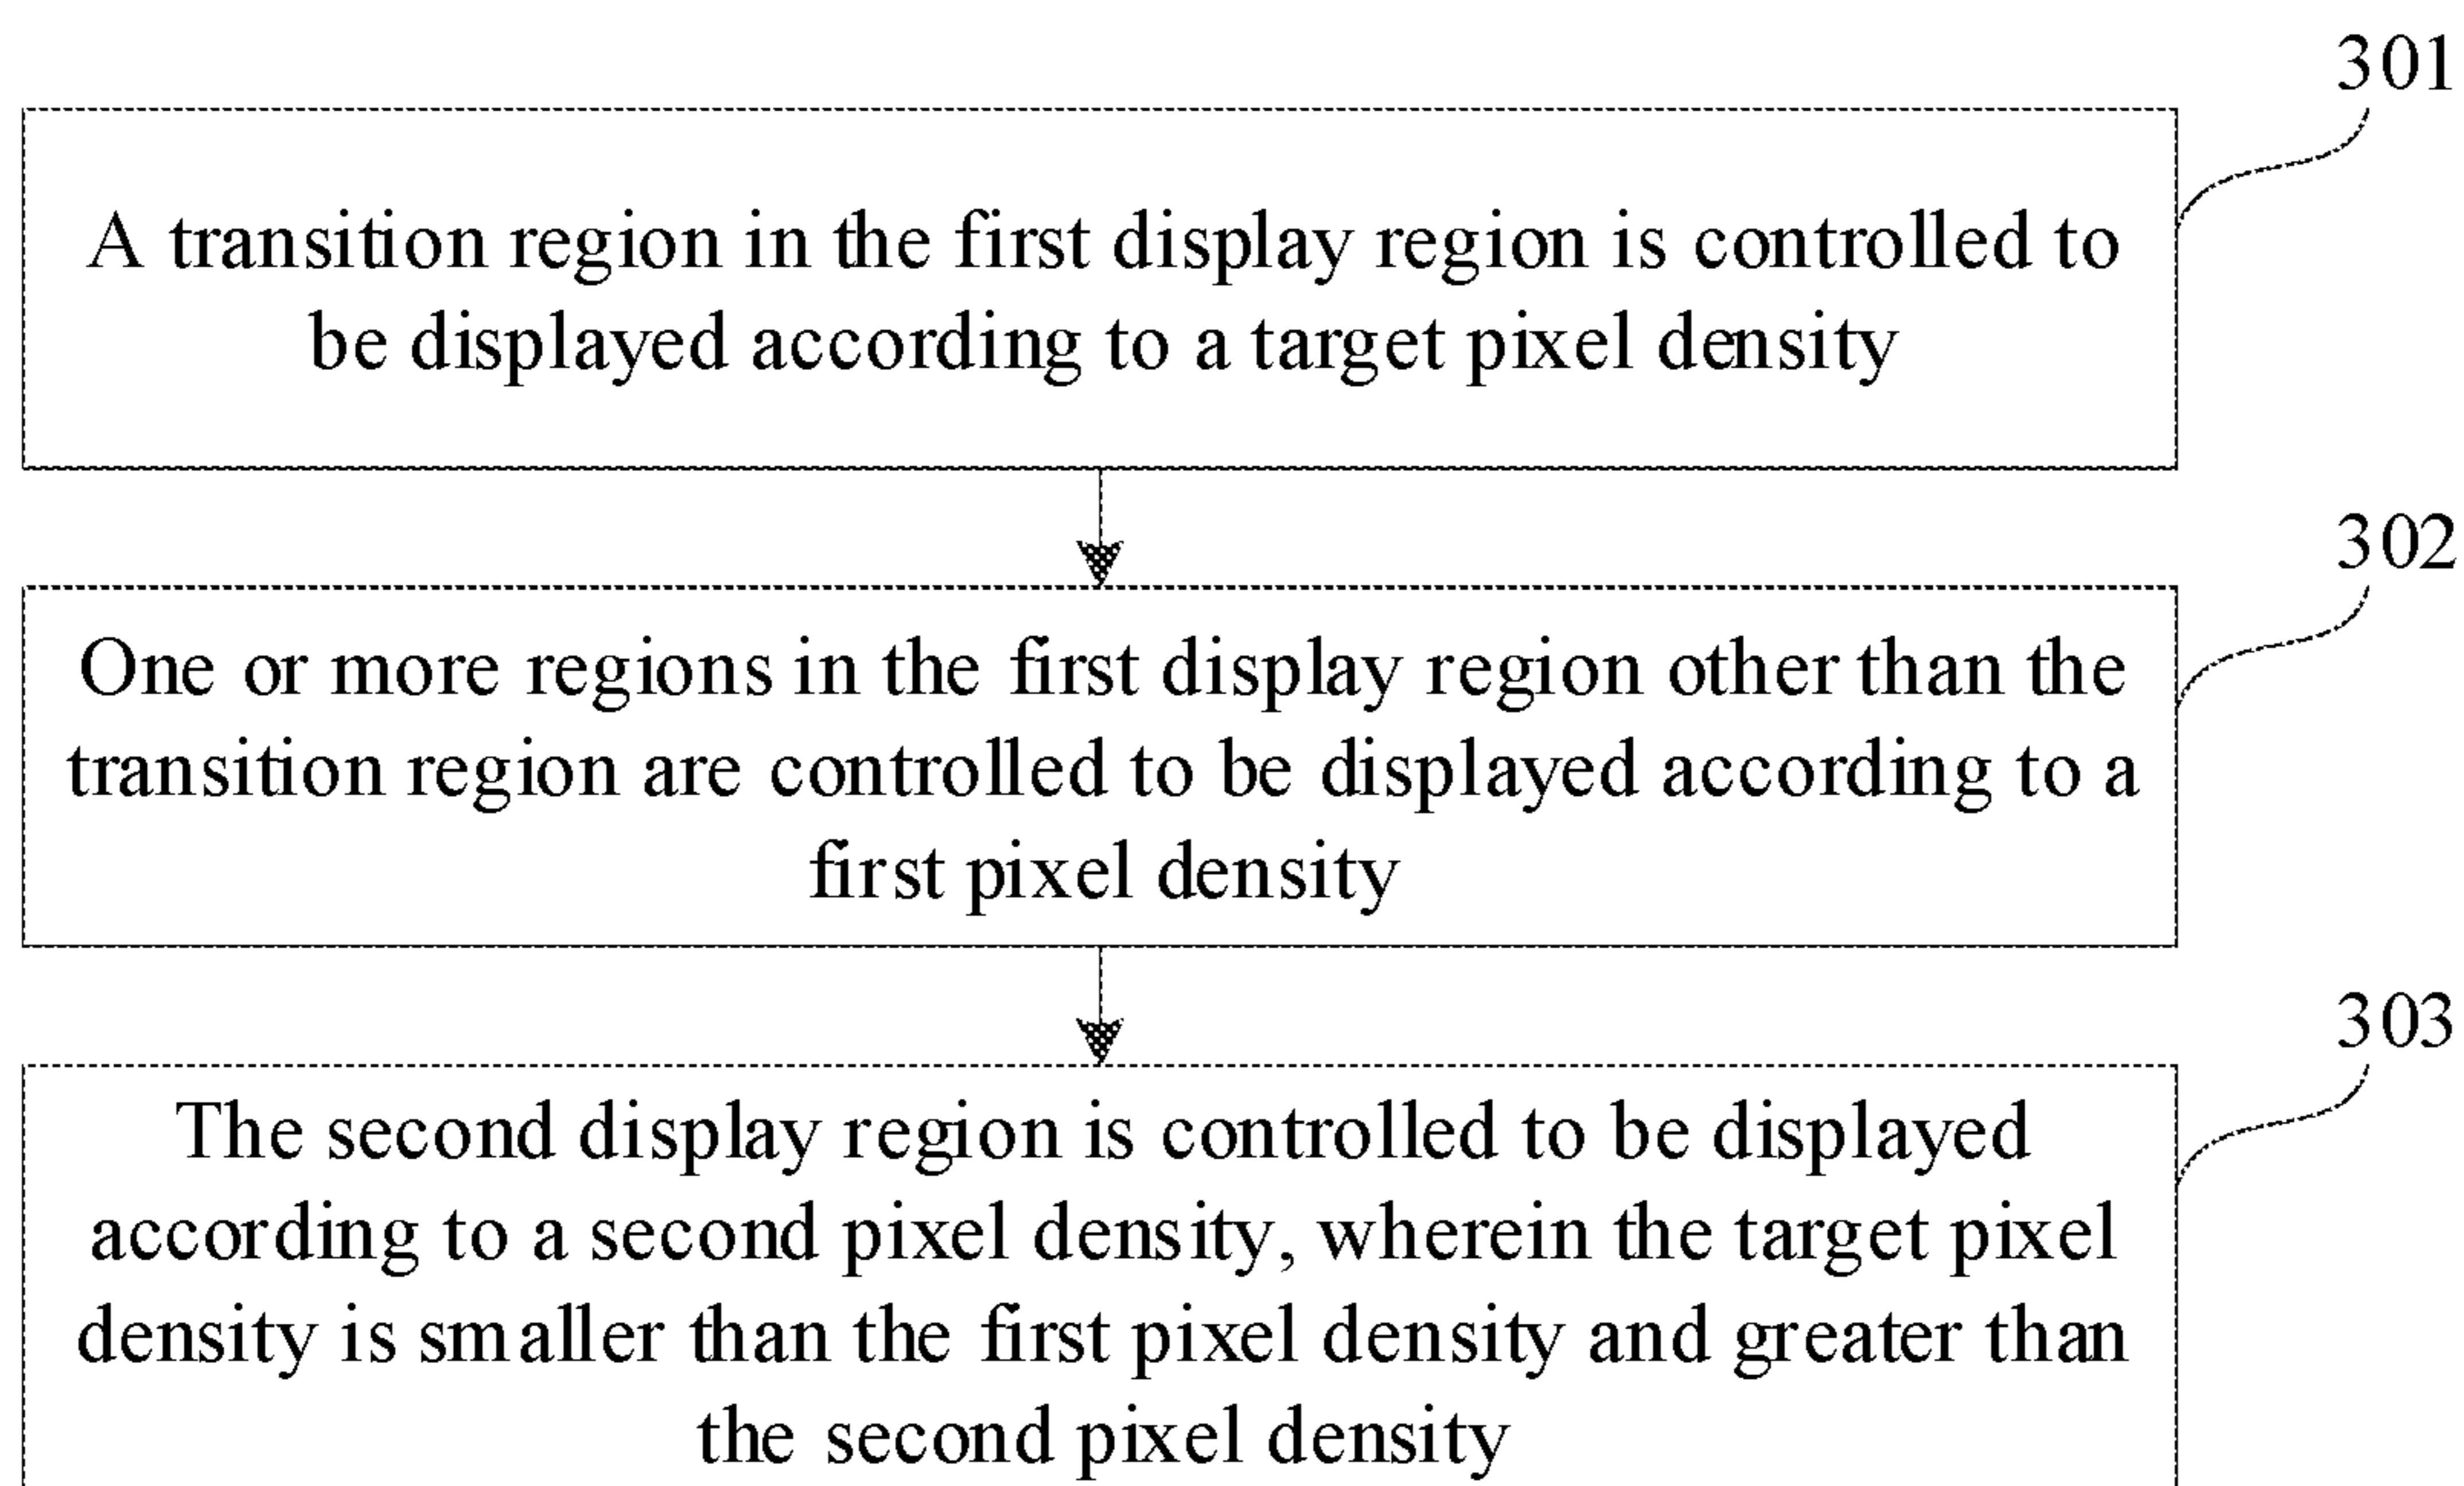 301
A transition region in the first display region is controlled to
be displayed according to a target pixel density
302
One or more regions in the first display region other than the
transition region are controlled to be displayed according to a
first pixel density
303
The second display region is controlled to be displayed
according to a second pixel density, wherein the target pixel
density is smaller than the first pixel density and greater than
the second pixel density